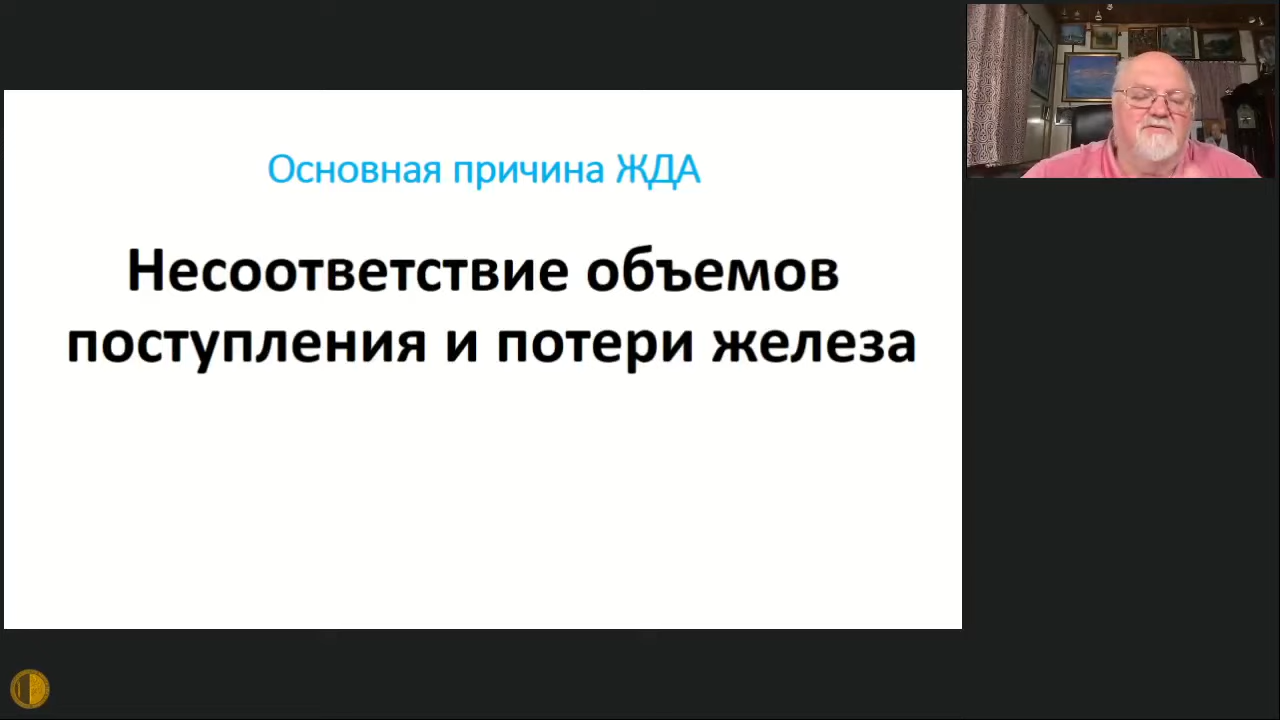 Основная причина ЖДА
Несоответствие объемов
поступления и потери железа